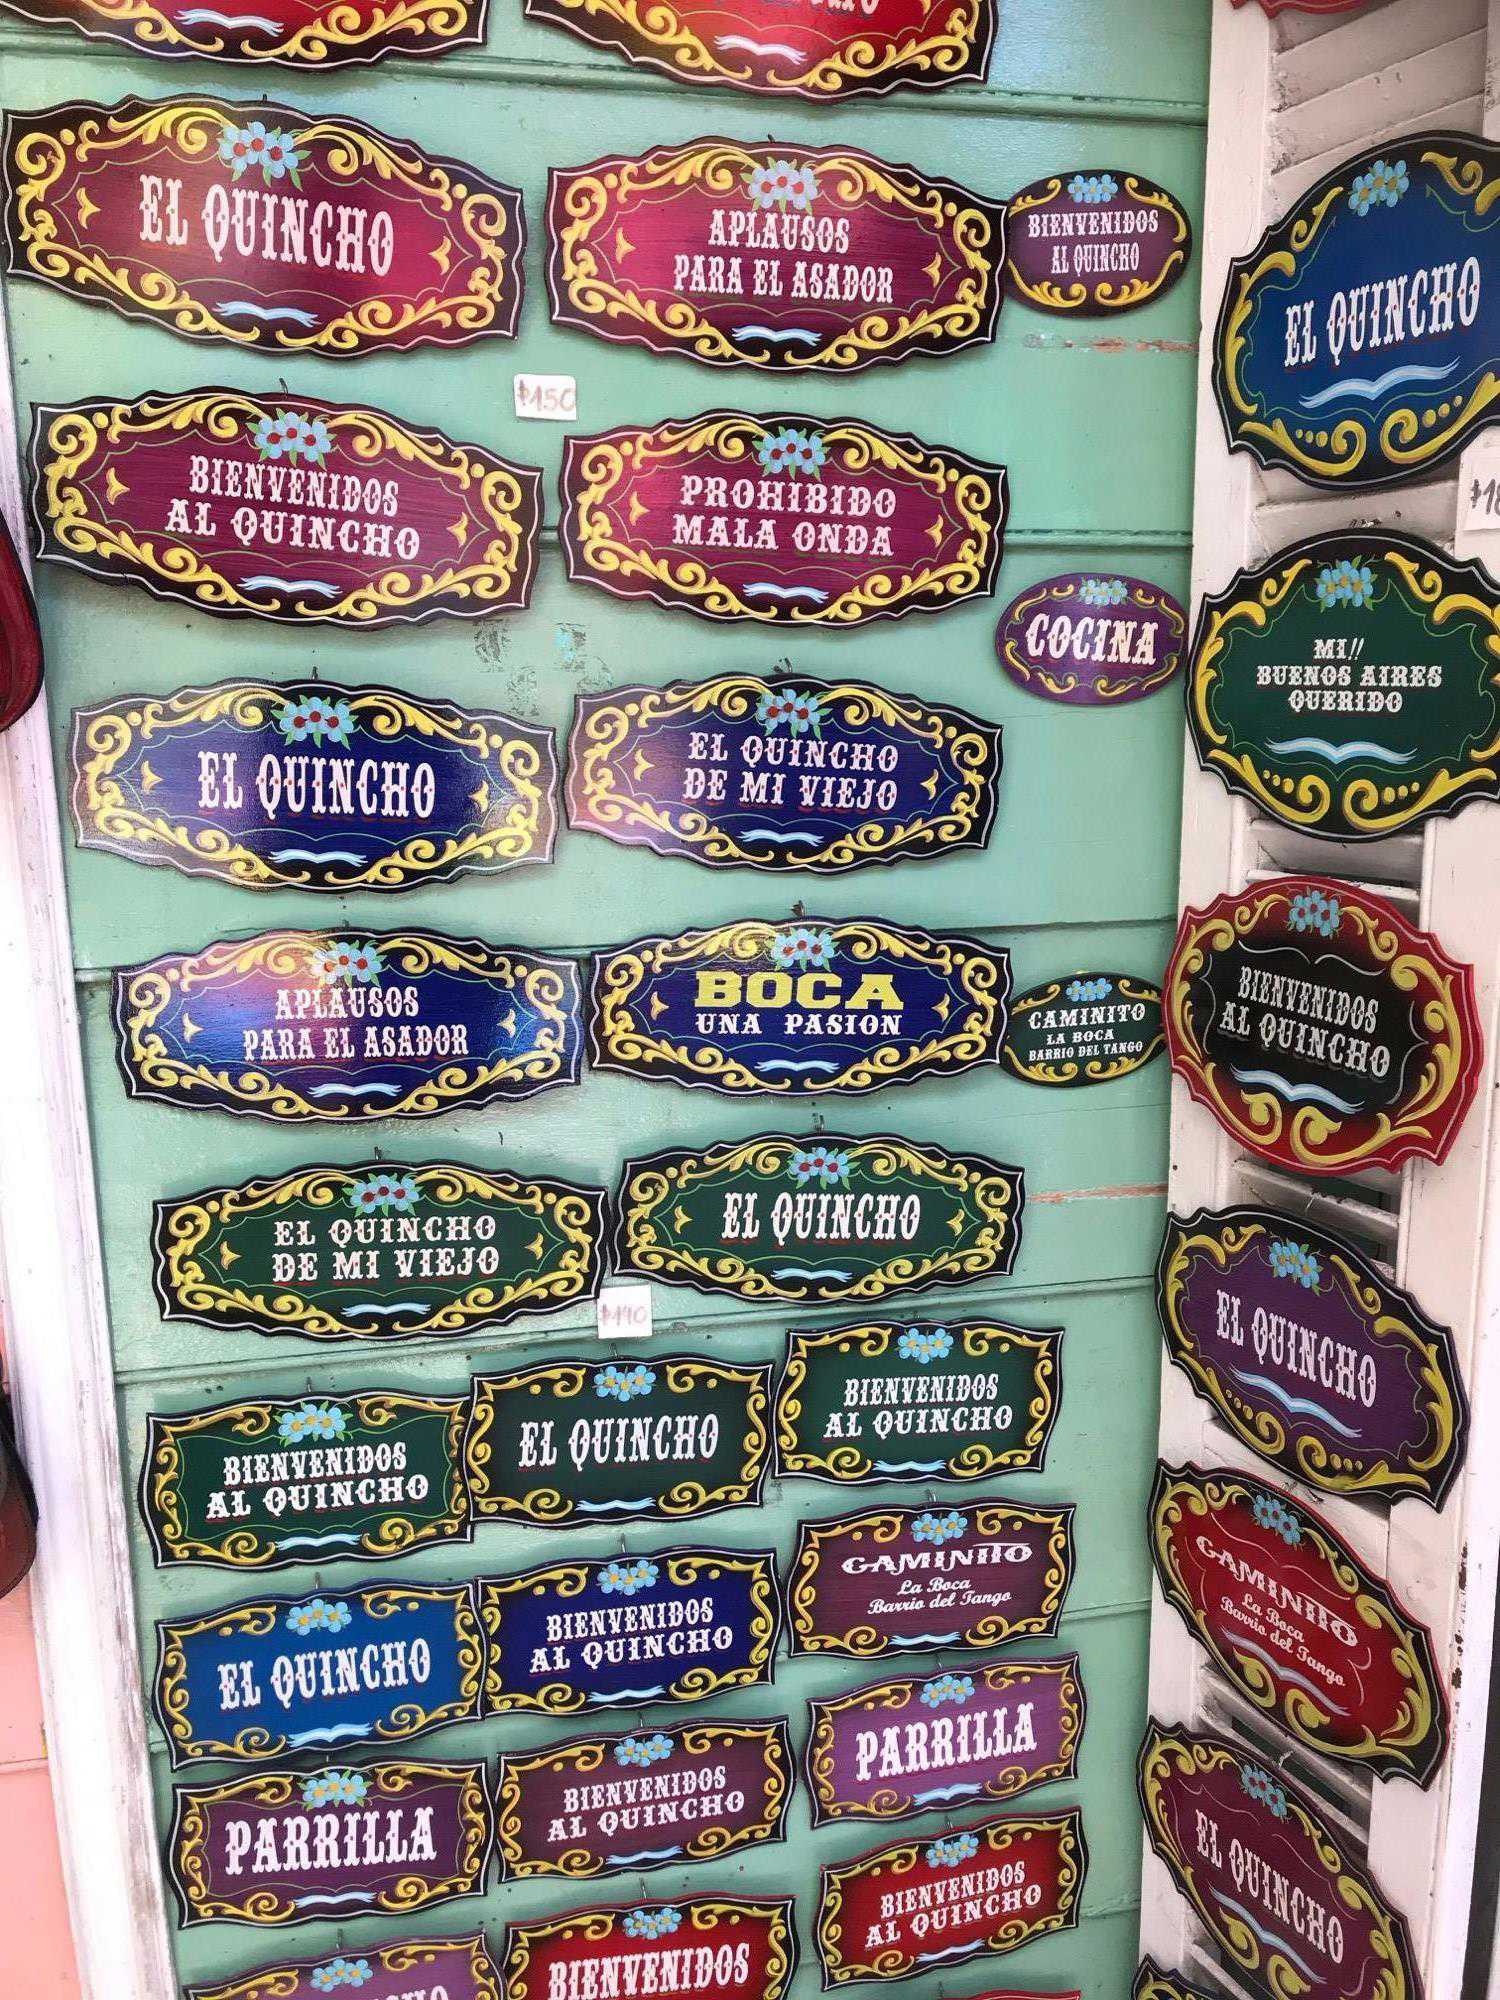 EL QUINCHO
APLAUSOS
PARA EL ASADOR
BIENVENIDOS
AL QUINCHO
EL QUINCHO
$150
BIENVENIDOS
AL QUINCHO
PROHIBIDO
MALA ONDA
COCINA
MI!!
BUENOS AIRES
QUERIDO
EL QUINCHO
EL QUINCHO
DE MI VIEJO
APLAUSOS
PARA EL ASADOR
BOCA
UNA PASION
CAMINITO
LA BOCA
BARRIO DEL TANGO
BIENVENIDOS
AL QUINCHO
EL QUINCHO
DE MI VIEJO
EL QUINCHO
$140
EL QUINCHO
BIENVENIDOS
AL QUINCHO
EL QUINCHO
BIENVENIDOS
AL QUINCHO
CAMINITO
La Boca
Barrio del Tango
EL QUINCHO
BIENVENIDOS
AL QUINCHO
CAMINITO
La Boca
Barrio del Tango
PARRILLA
BIENVENIDOS
AL QUINCHO
PARRILLA
EL QUINCHO
BIENVENIDOS
AL QUINCHO
BIENVENIDOS